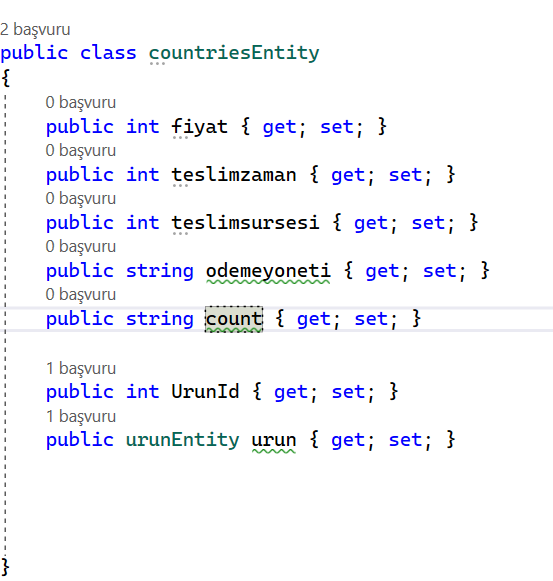 2 başvuru
public class countriesEntity
{
0 başvuru
public int fiyat { get; set; }
0 başvuru
public int teslimzaman { get; set; }
0 başvuru
public int teslimsursesi { get; set; }
0 başvuru
public string odemeyoneti { get; set; }
0 başvuru
public string count { get; set; }
1 başvuru
public int UrunId { get; set; }
1 başvuru
public urunEntity urun { get; set; }
}